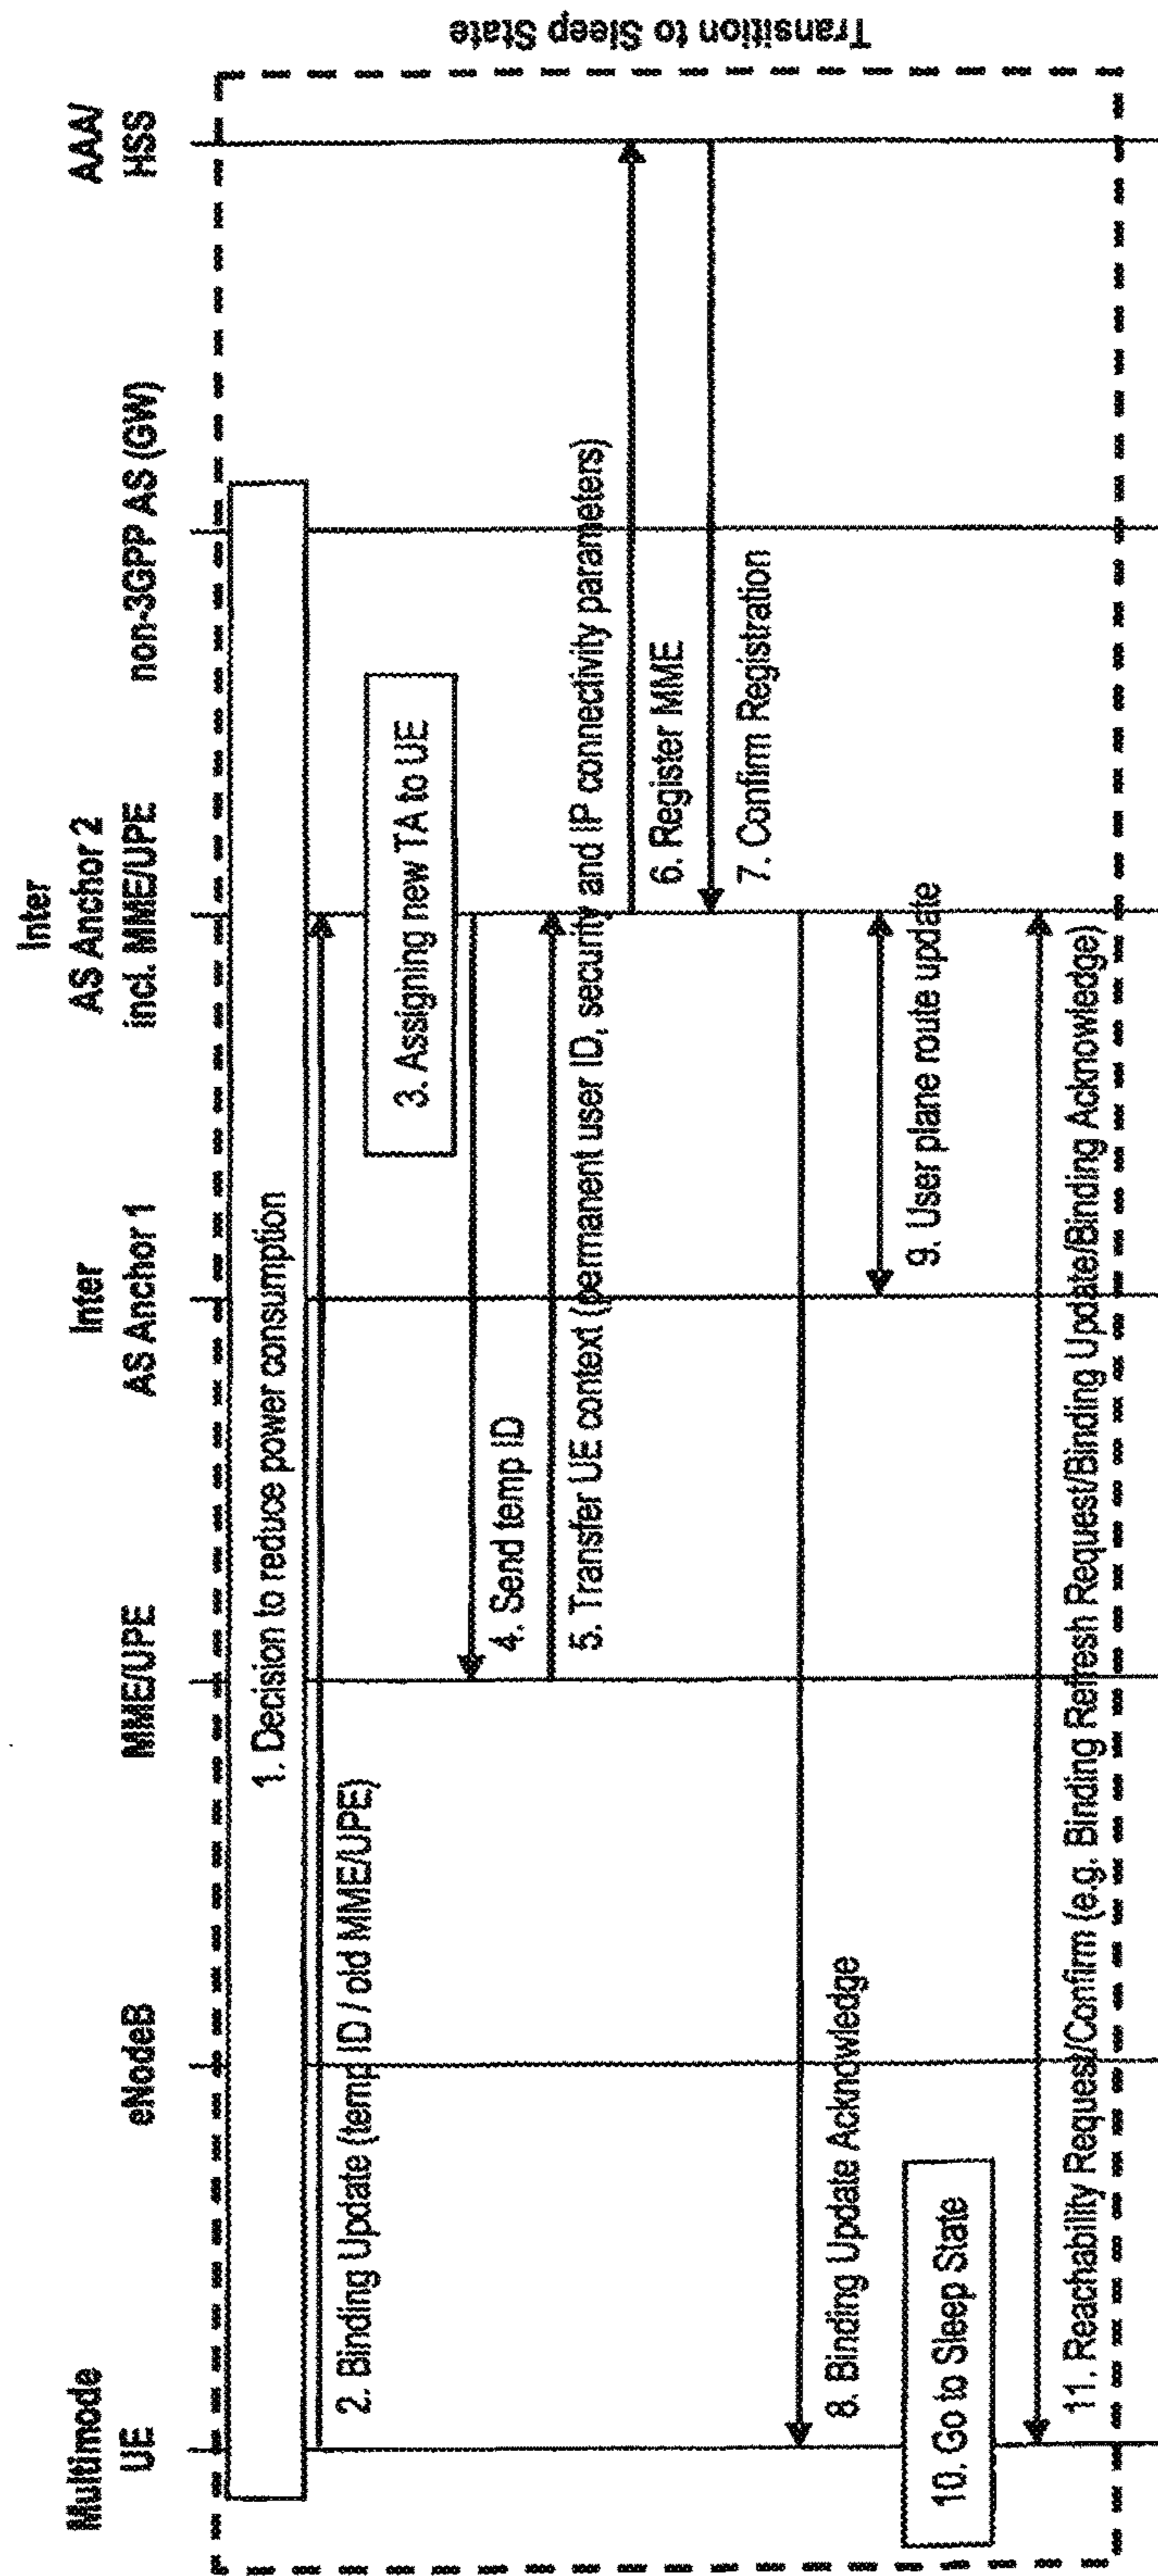 Multimode
UE
eNodeB
MME/UPE
Inter
AS Anchor 1
Inter
AS Anchor 2
incl. MME/UPE
non-3GPP AS (GW)
AAA/
HSS
1. Decision to reduce power consumption
2. Binding Update (temp ID / old MME/UPE)
3. Assigning new TA to UE
4. Send temp ID
5. Transfer UE context (permanent user ID, security and IP connectivity parameters)
6. Register MME
7. Confirm Registration
8. Binding Update Acknowledge
9. User plane route update
10. Go to Sleep State
11. Reachability Request/Confirm (e.g. Binding Refresh Request/Binding Update/Binding Acknowledge)
Transition to Sleep State